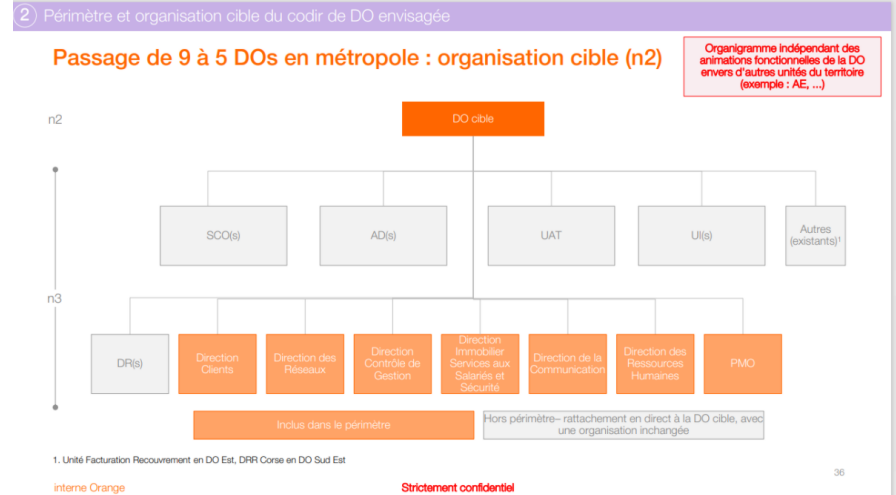 2 Périmètre et organisation cible du codir de DO envisagée
Passage de 9 à 5 DOs en métropole : organisation cible (n2)
Organigramme indépendant des
animations fonctionnelles de la DO
envers d'autres unités du territoire
(exemple : AE, ...)
n2
DO cible
SCO(s)
AD(s)
UAT
UI(s)
Autres
(existants)¹
n3
DR(s)
Direction
Clients
Direction des
Réseaux
Direction
Contrôle de
Gestion
Direction
Immobilier
Services aux
Salariés et
Sécurité
Direction de la
Communication
Direction des
Ressources
Humaines
PMO
Inclus dans le périmètre
Hors périmètre– rattachement en direct à la DO cible, avec
une organisation inchangée
1. Unité Facturation Recouvrement en DO Est, DRR Corse en DO Sud Est
36
interne Orange
Strictement confidentiel